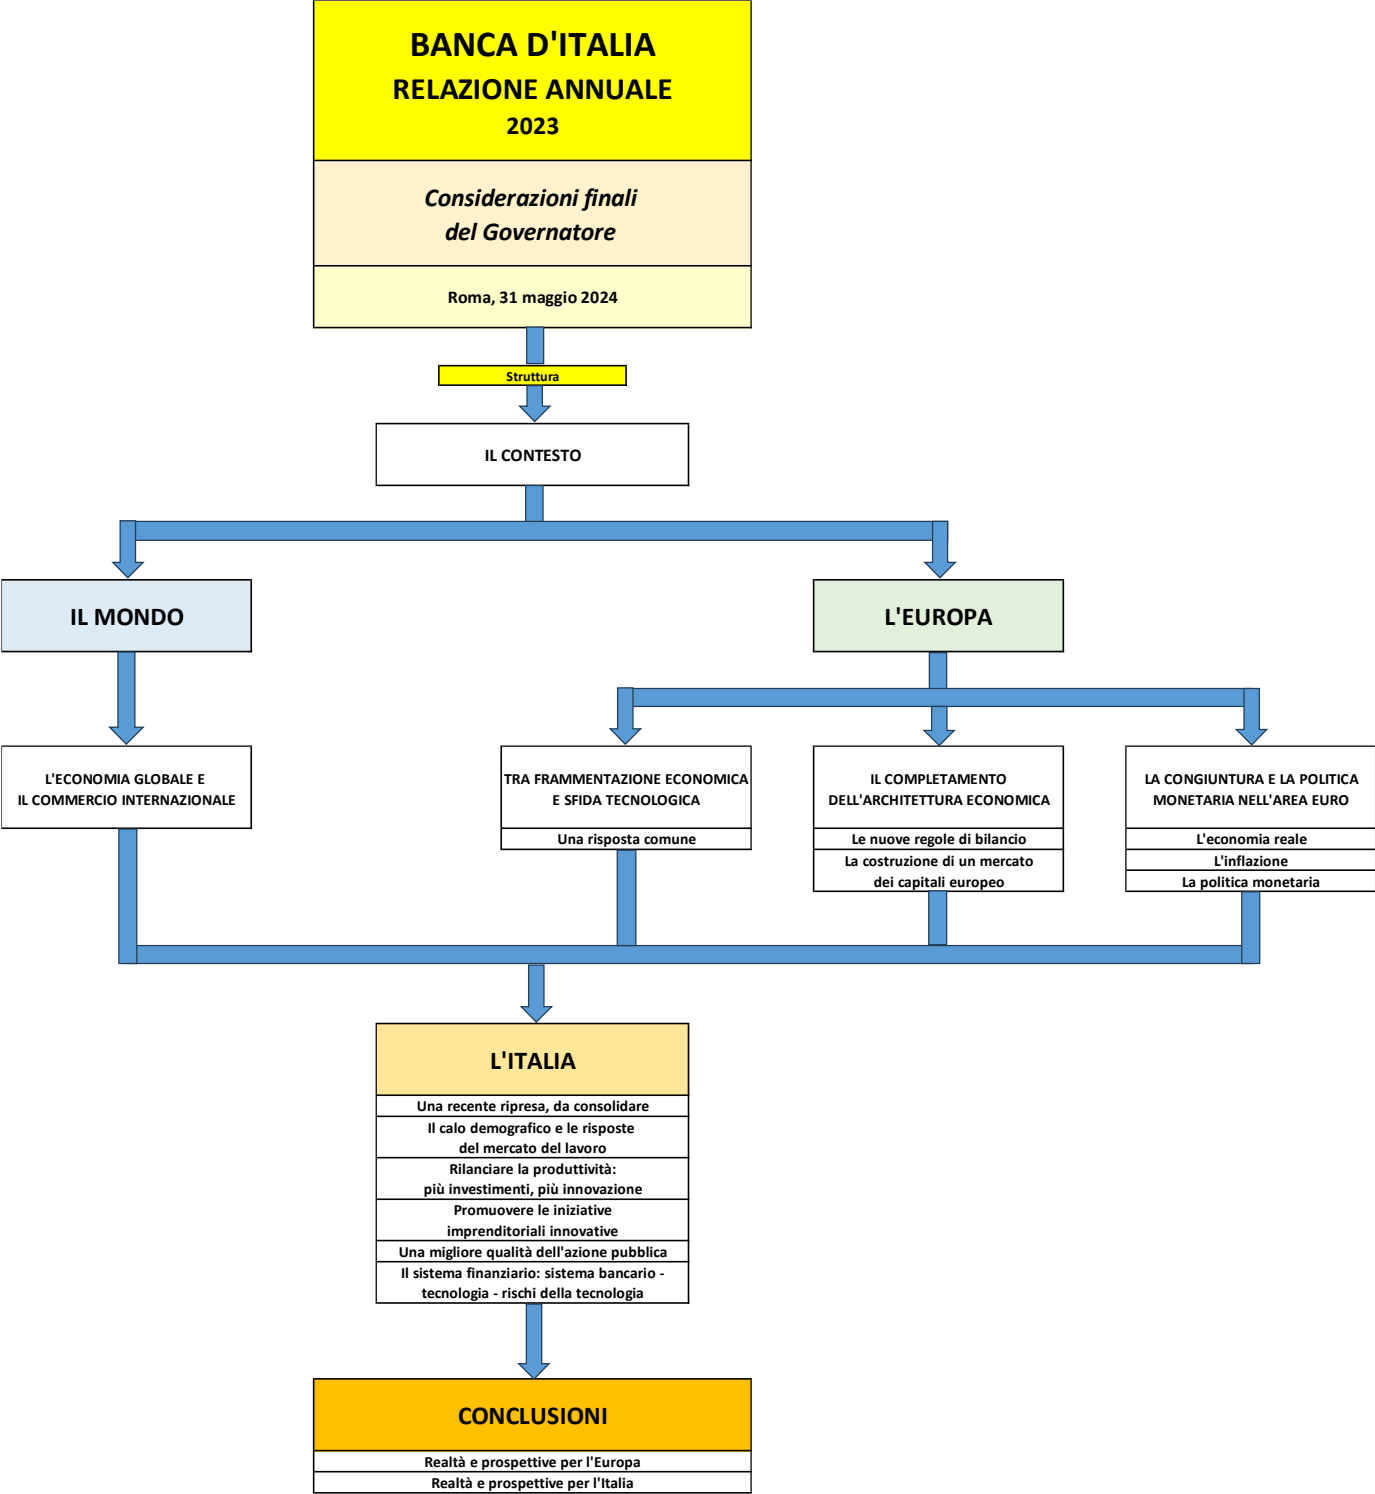 BANCA D'ITALIA
RELAZIONE ANNUALE
2023
Considerazioni finali
del Governatore
Roma, 31 maggio 2024
Struttura
IL CONTESTO
IL MONDO
L'EUROPA
L'ECONOMIA GLOBALE E
IL COMMERCIO INTERNAZIONALE
TRA FRAMMENTAZIONE ECONOMICA
E SFIDA TECNOLOGICA
Una risposta comune
IL COMPLETAMENTO
DELL'ARCHITETTURA ECONOMICA
Le nuove regole di bilancio
La costruzione di un mercato
dei capitali europeo
LA CONGIUNTURA E LA POLITICA
MONETARIA NELL'AREA EURO
L'economia reale
L'inflazione
La politica monetaria
L'ITALIA
Una recente ripresa, da consolidare
Il calo demografico e le risposte
del mercato del lavoro
Rilanciare la produttività:
più investimenti, più innovazione
Promuovere le iniziative
imprenditoriali innovative
Una migliore qualità dell'azione pubblica
Il sistema finanziario: sistema bancario -
tecnologia - rischi della tecnologia
CONCLUSIONI
Realtà e prospettive per l'Europa
Realtà e prospettive per l'Italia